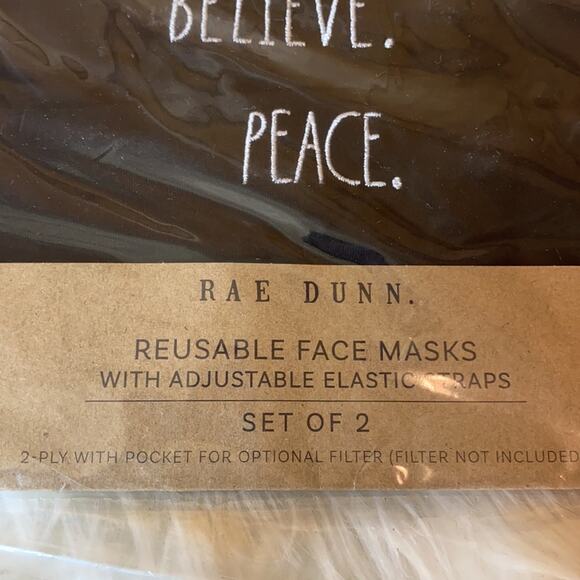 BELIEVE.
PEACE.
RAE DUNN.
REUSABLE FACE MASKS
WITH ADJUSTABLE ELASTIC STRAPS
SET OF 2
2-PLY WITH POCKET FOR OPTIONAL FILTER (FILTER NOT INCLUDED